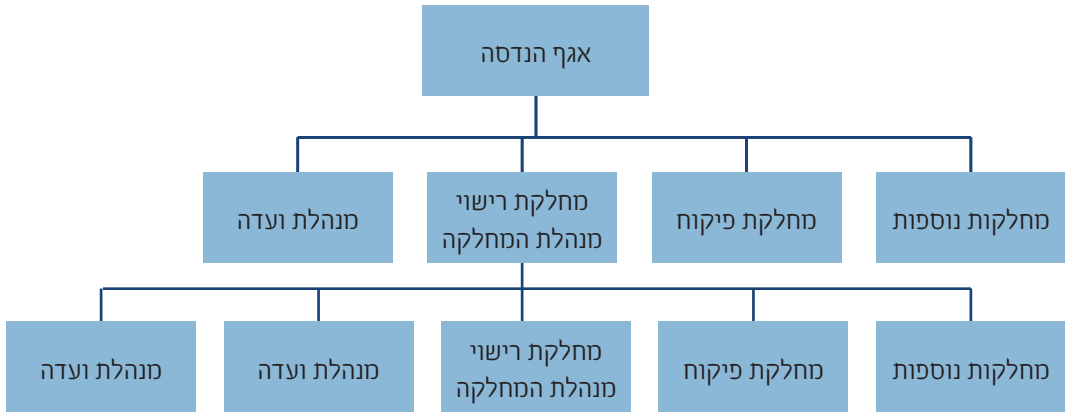 אגף הנדסה
מחלקות נוספות
מחלקת פיקוח
מחלקת רישוי
מנהלת המחלקה
מנהלת ועדה
מחלקות נוספות
מחלקת פיקוח
מחלקת רישוי
מנהלת המחלקה
מנהלת ועדה
מנהלת ועדה